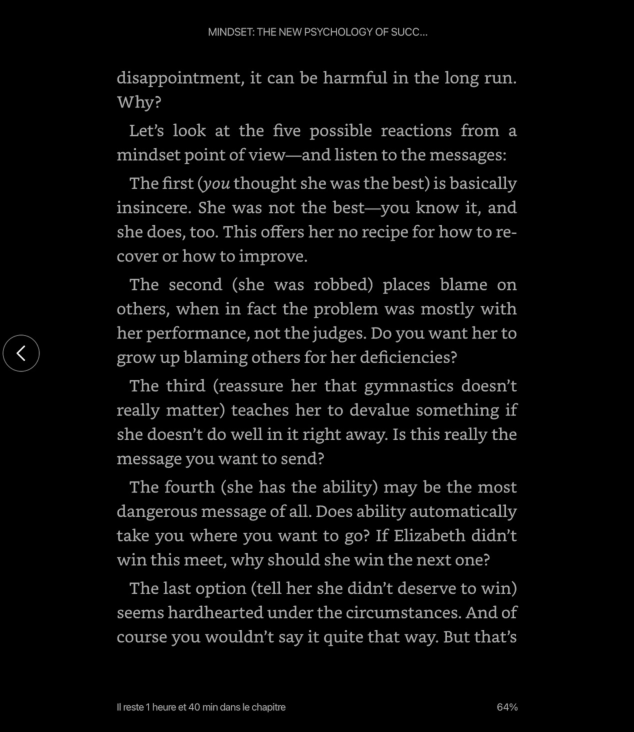 MINDSET: THE NEW PSYCHOLOGY OF SUCC...
disappointment, it can be harmful in the long run.
Why?
Let’s look at the five possible reactions from a
mindset point of view—and listen to the messages:
The first (you thought she was the best) is basically
insincere. She was not the best—you know it, and
she does, too. This offers her no recipe for how to re-
cover or how to improve.
The second (she was robbed) places blame on
others, when in fact the problem was mostly with
her performance, not the judges. Do you want her to
grow up blaming others for her deficiencies?
The third (reassure her that gymnastics doesn’t
really matter) teaches her to devalue something if
she doesn’t do well in it right away. Is this really the
message you want to send?
The fourth (she has the ability) may be the most
dangerous message of all. Does ability automatically
take you where you want to go? If Elizabeth didn’t
win this meet, why should she win the next one?
The last option (tell her she didn’t deserve to win)
seems hardhearted under the circumstances. And of
course you wouldn’t say it quite that way. But that’s
Il reste 1 heure et 40 min dans le chapitre
64%